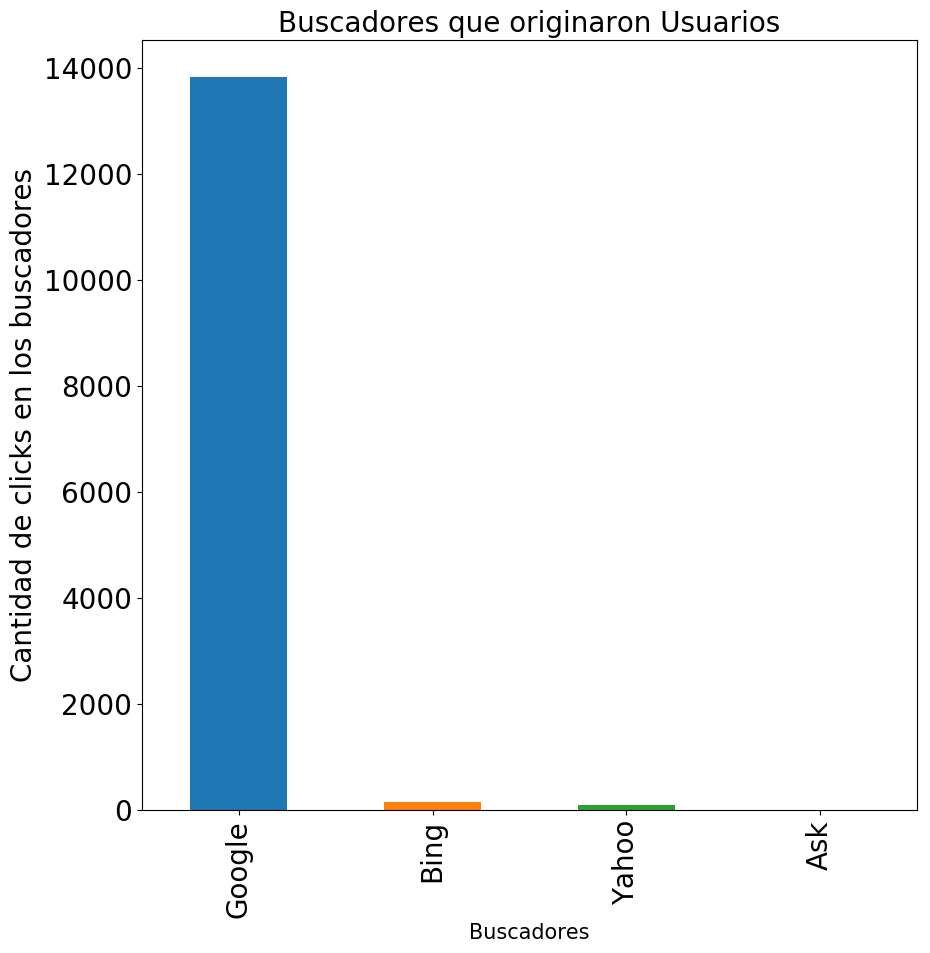 Buscadores que originaron Usuarios
Cantidad de clicks en los buscadores
14000
12000
10000
8000
6000
4000
2000
0
Google
Bing
Yahoo
Ask
Buscadores